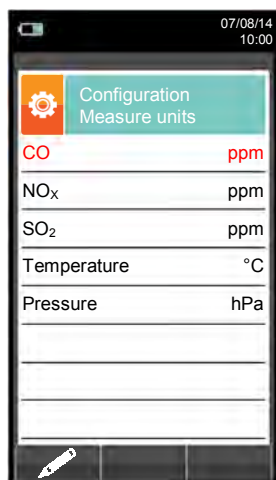 07/08/14
10:00
Configuration
Measure units
CO ppm
NOX ppm
SO2 ppm
Temperature °C
Pressure hPa